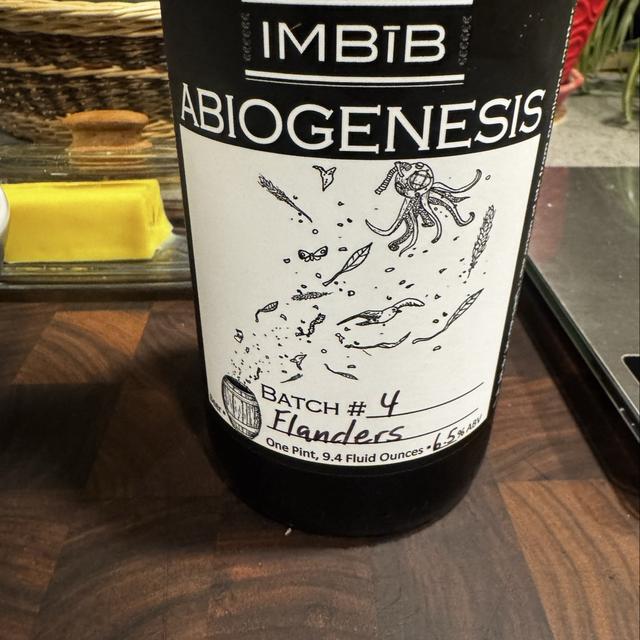 IMBīB
ABIOGENESIS
BATCH # 4
Flanders
One Pint, 9.4 Fluid Ounces • 6.5 % ABV